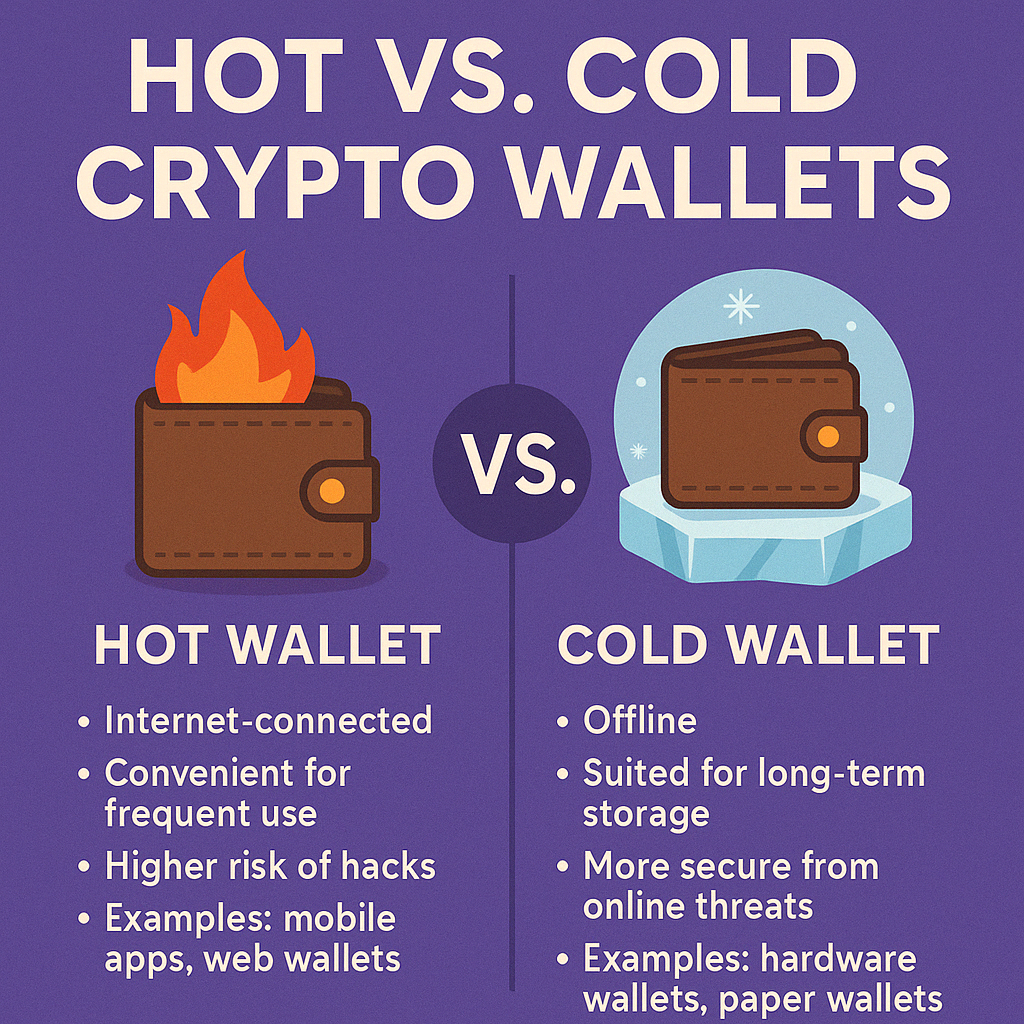 HOT VS. COLD
CRYPTO WALLETS
VS.
HOT WALLET
• Internet-connected
• Convenient for
frequent use
• Higher risk of hacks
• Examples: mobile
apps, web wallets
COLD WALLET
• Offline
• Suited for long-term
storage
• More secure from
online threats
• Examples: hardware
wallets, paper wallets